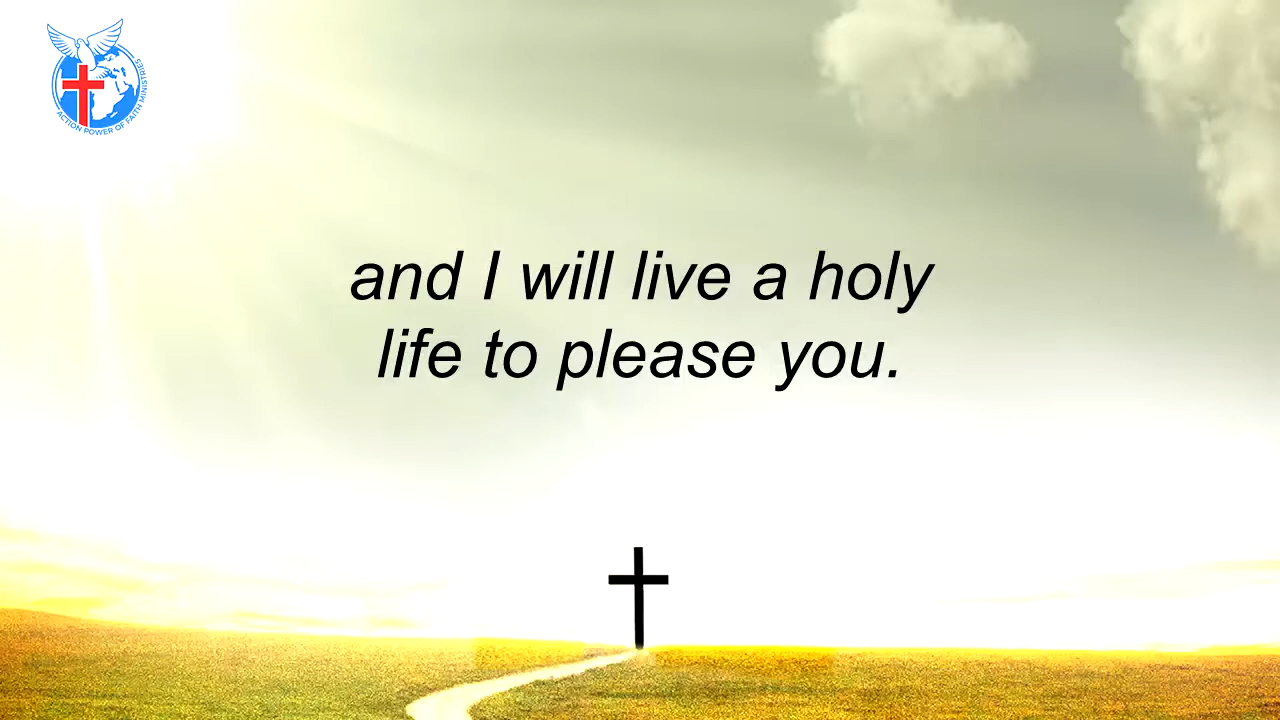 ACTION POWER OF FAITH MINISTRIES
and I will live a holy
life to please you.